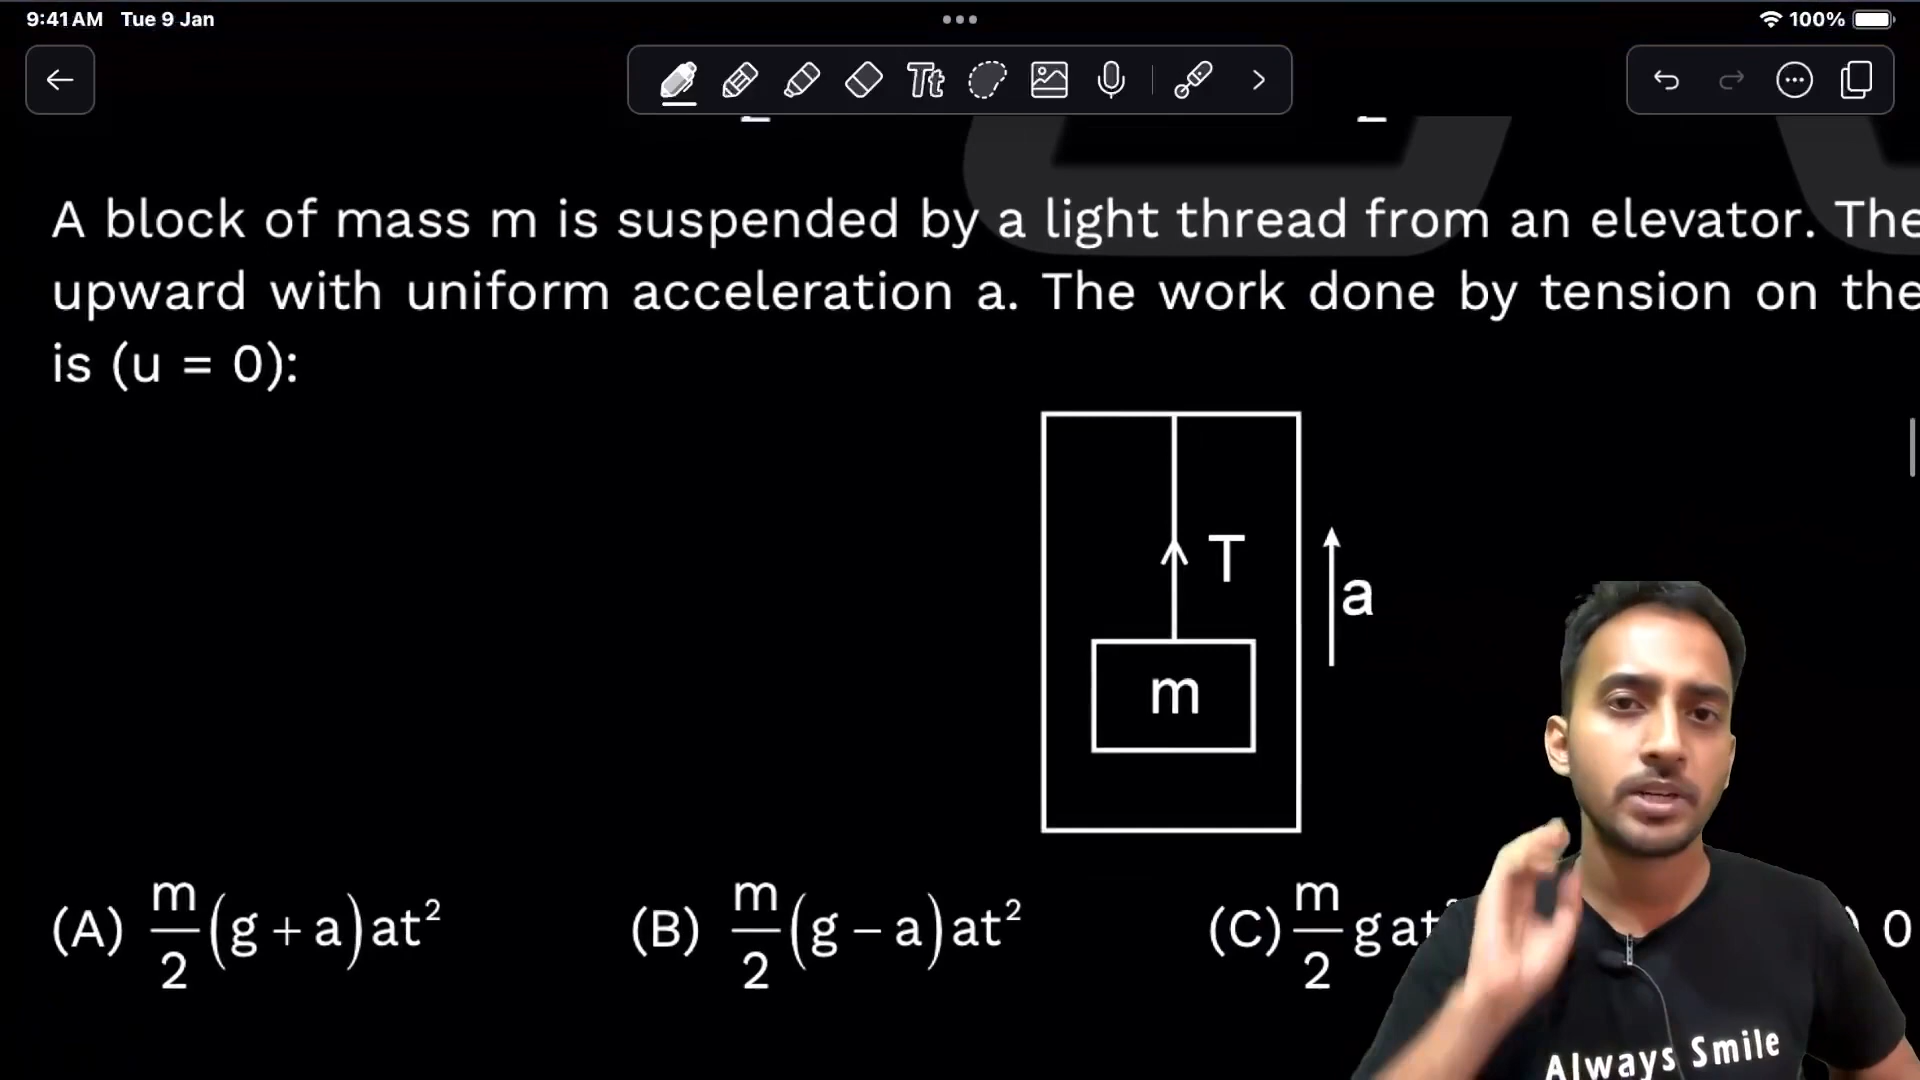 9:41 AM Tue 9 Jan
100%
Tt
A block of mass m is suspended by a light thread from an elevator. The
upward with uniform acceleration a. The work done by tension on the
is (u = 0):
T
a
m
(A) m/2 (g + a) at² (B) m/2 (g – a) at² (C) m/2 g at ) 0
Always Smile